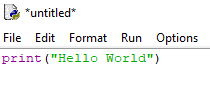 *untitled*
File Edit Format Run Options
print("Hello World")